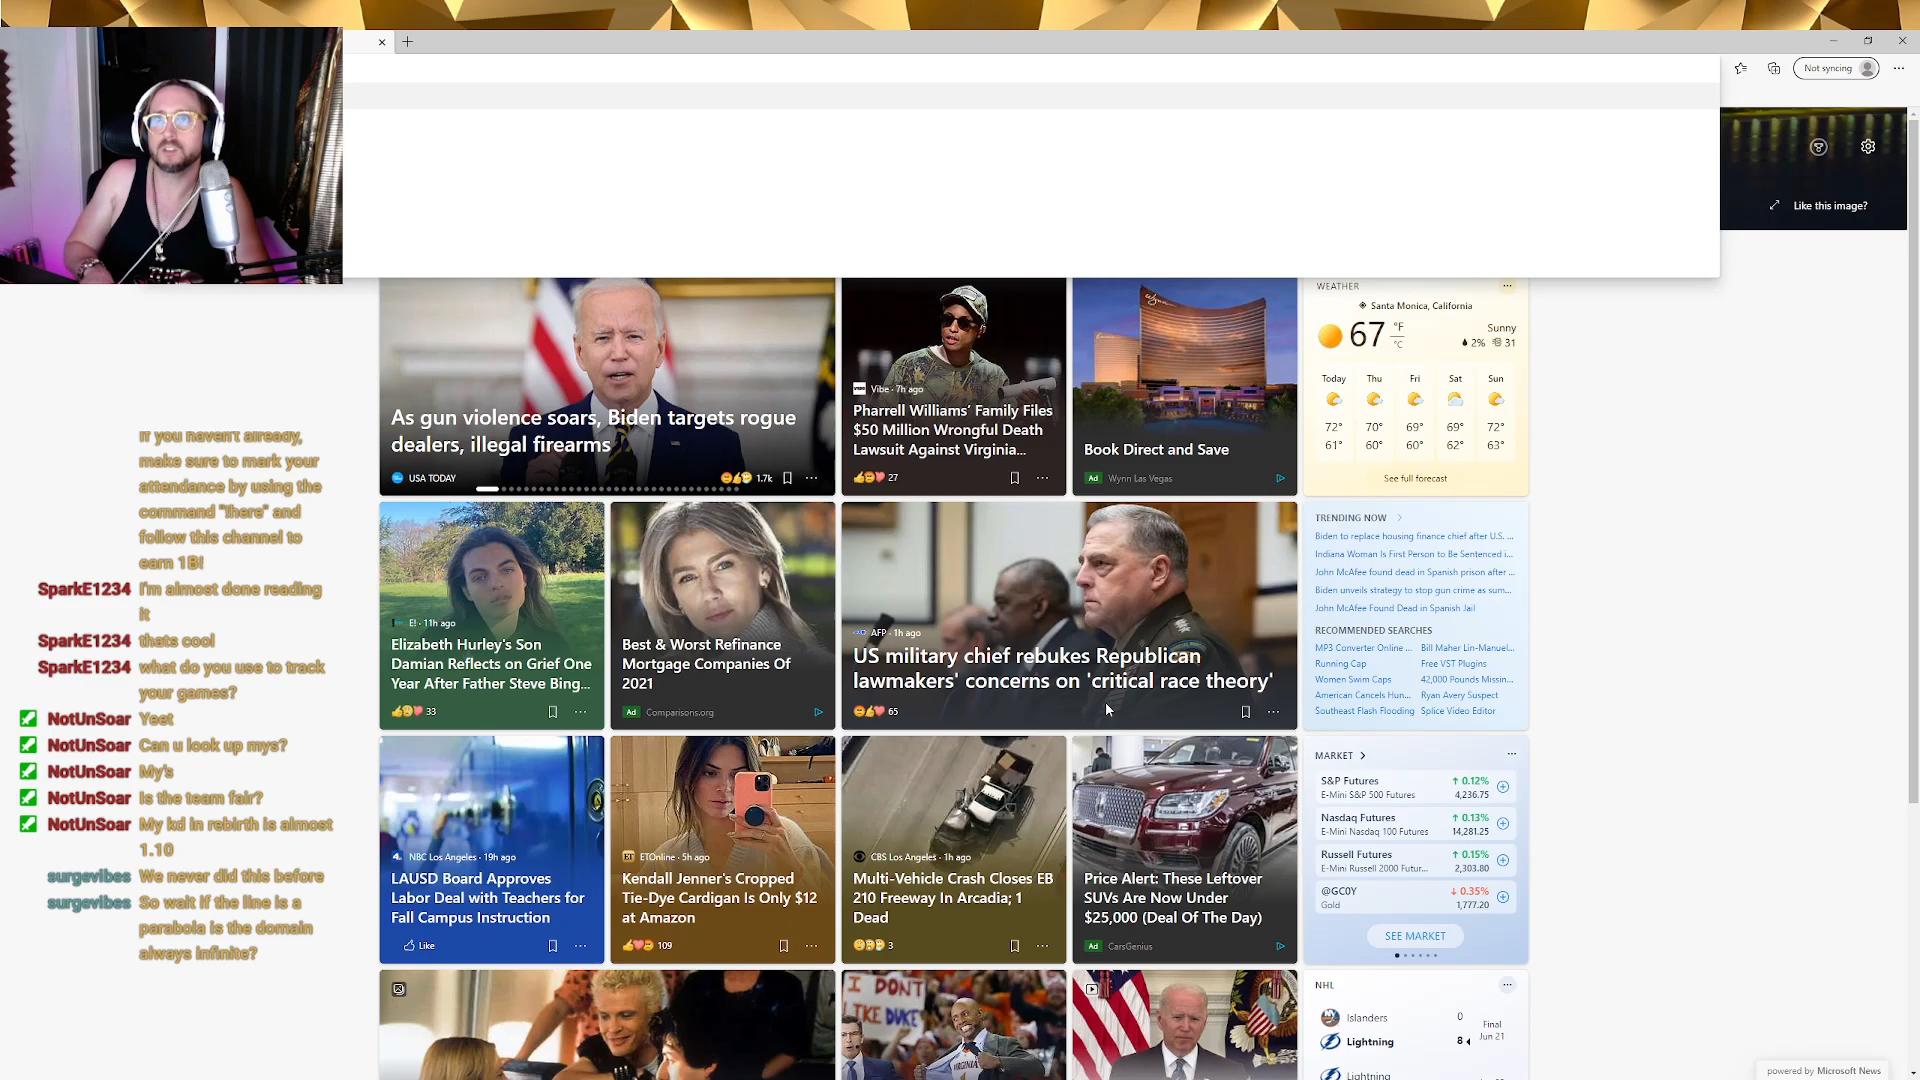 Not syncing
Like this image?
If you haven't already,
make sure to mark your
attendance by using the
command "!here" and
follow this channel to
earn 1B!
SparkE1234 I'm almost done reading
it
SparkE1234 thats cool
SparkE1234 what do you use to track
your games?
NotUnSoar Yeet
NotUnSoar Can u look up mys?
NotUnSoar My's
NotUnSoar Is the team fair?
NotUnSoar My kd in rebirth is almost
1.10
surgevibes We never did this before
surgevibes So wait if the line is a
parabola is the domain
always infinite?
As gun violence soars, Biden targets rogue
dealers, illegal firearms
USA TODAY
1.7k
Vibe · 7h ago
Pharrell Williams' Family Files
$50 Million Wrongful Death
Lawsuit Against Virginia...
27
wynn
Book Direct and Save
Ad Wynn Las Vegas
WEATHER
Santa Monica, California
67 °F
°C
Sunny
2% 31
Today Thu Fri Sat Sun
72° 70° 69° 69° 72°
61° 60° 60° 62° 63°
See full forecast
E! · 11h ago
Elizabeth Hurley's Son
Damian Reflects on Grief One
Year After Father Steve Bing...
33
Best & Worst Refinance
Mortgage Companies Of
2021
Ad Comparisons.org
AFP · 1h ago
US military chief rebukes Republican
lawmakers' concerns on 'critical race theory'
65
TRENDING NOW
Biden to replace housing finance chief after U.S. ...
Indiana Woman Is First Person to Be Sentenced i...
John McAfee found dead in Spanish prison after ...
Biden unveils strategy to stop gun crime as sum...
John McAfee Found Dead in Spanish Jail
RECOMMENDED SEARCHES
MP3 Converter Online ... Bill Maher Lin-Manuel...
Running Cap Free VST Plugins
Women Swim Caps 42,000 Pounds Missin...
American Cancels Hun... Ryan Avery Suspect
Southeast Flash Flooding Splice Video Editor
NBC Los Angeles · 19h ago
LAUSD Board Approves
Labor Deal with Teachers for
Fall Campus Instruction
Like
ET ETOnline · 5h ago
Kendall Jenner's Cropped
Tie-Dye Cardigan Is Only $12
at Amazon
109
CBS Los Angeles · 1h ago
Multi-Vehicle Crash Closes EB
210 Freeway In Arcadia; 1
Dead
3
Price Alert: These Leftover
SUVs Are Now Under
$25,000 (Deal Of The Day)
Ad CarsGenius
MARKET
S&P Futures 0.12%
E-Mini S&P 500 Futures 4,236.75
Nasdaq Futures 0.13%
E-Mini Nasdaq 100 Futures 14,281.25
Russell Futures 0.15%
E-Mini Russell 2000 Futur... 2,303.80
@GC0Y 0.35%
Gold 1,777.20
SEE MARKET
I DON'T
LIKE DUKE
VIRGINIA
NHL
Islanders 0
Lightning 8
Final
Jun 21
Lightning
powered by Microsoft News